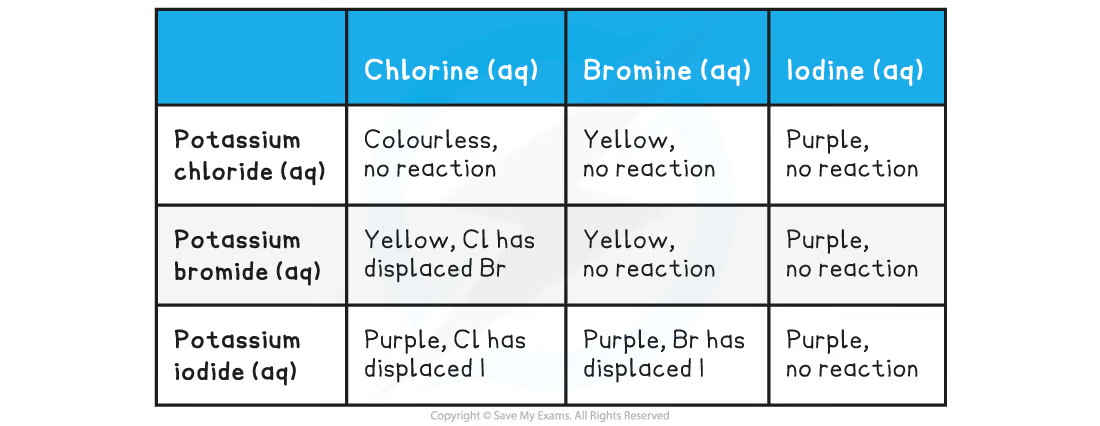 Chlorine (aq)
Bromine (aq)
Iodine (aq)
Potassium
chloride (aq)
Colourless,
no reaction
Yellow,
no reaction
Purple,
no reaction
Potassium
bromide (aq)
Yellow, Cl has
displaced Br
Yellow,
no reaction
Purple,
no reaction
Potassium
iodide (aq)
Purple, Cl has
displaced I
Purple, Br has
displaced I
Purple,
no reaction
Copyright © Save My Exams. All Rights Reserved